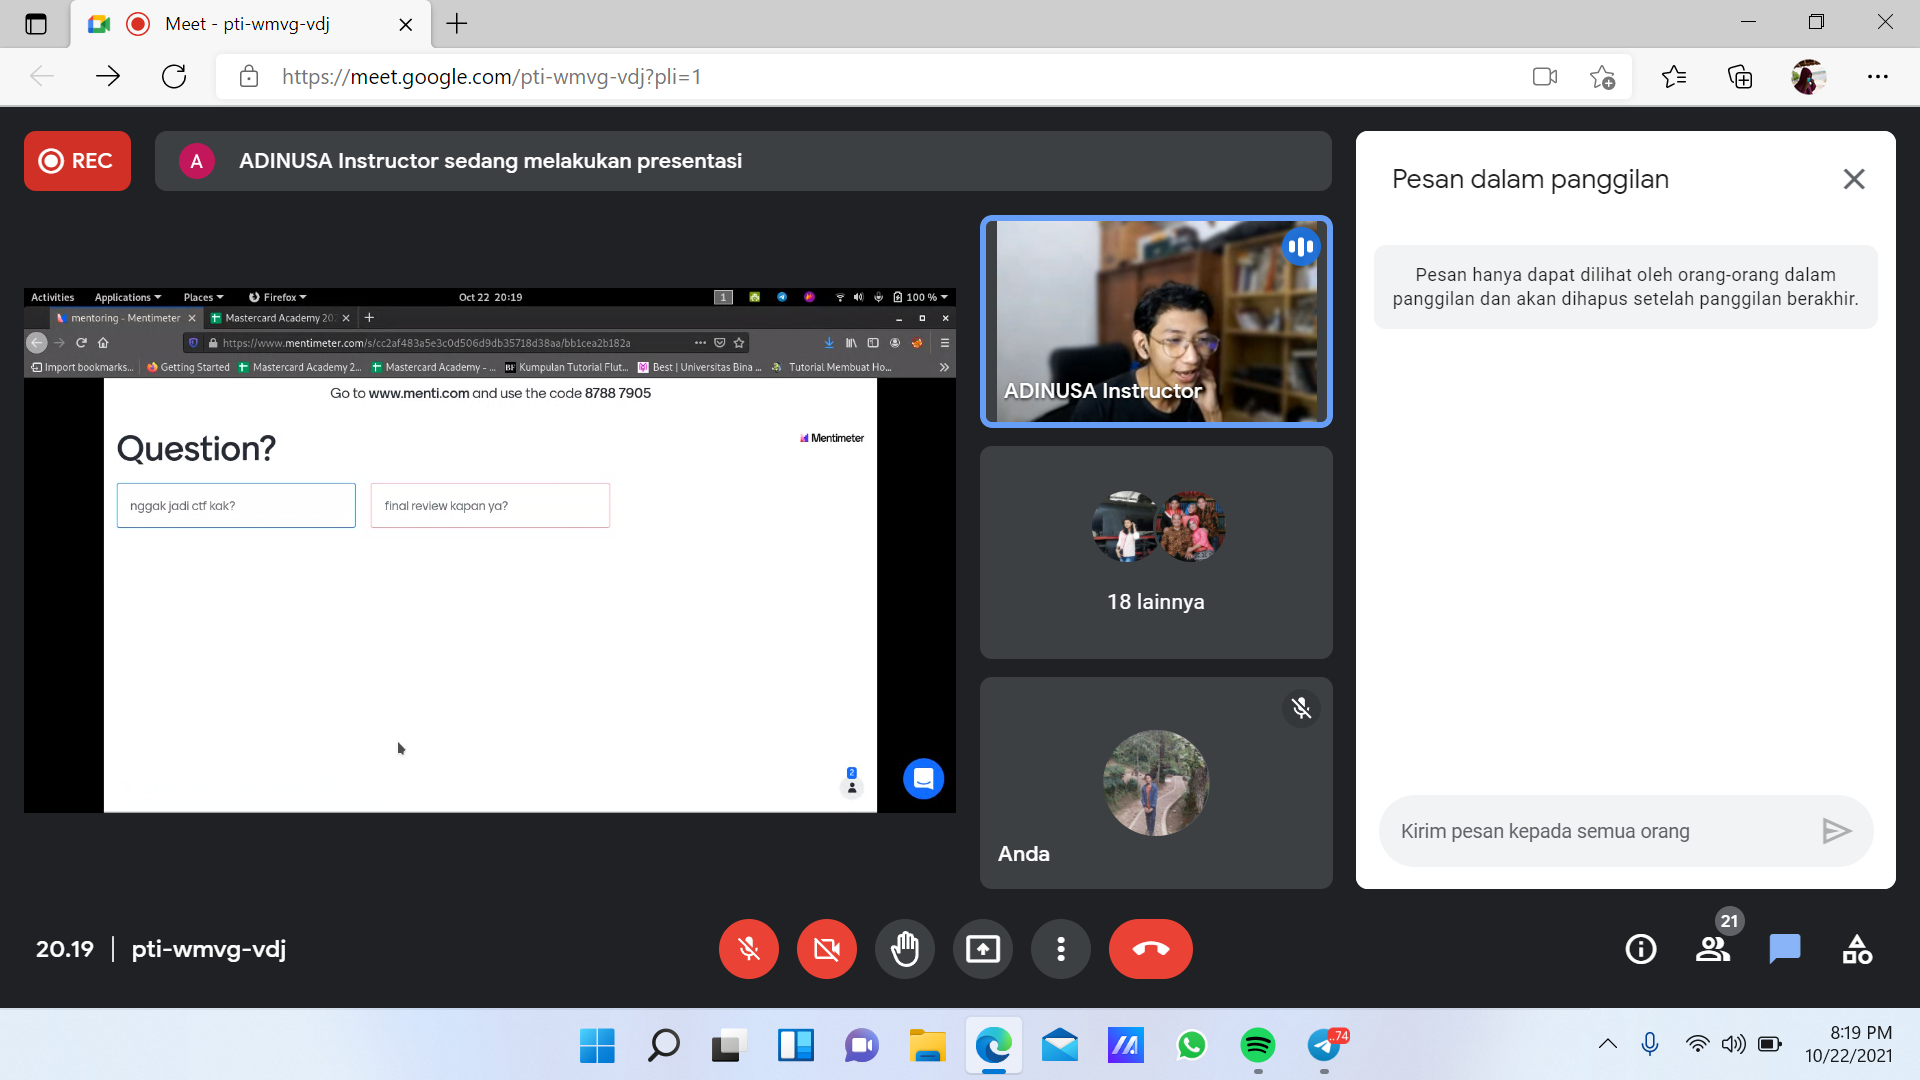 Meet - pti-wmvg-vdj
https://meet.google.com/pti-wmvg-vdj?pli=1
REC
A
ADINUSA Instructor sedang melakukan presentasi
Activities Applications Places Firefox Oct 22 20:19 1 100 %
mentoring - Mentimeter Mastercard Academy 20
https://www.mentimeter.com/s/cc2af483a5e3c0d506d9db35718d38aa/bb1cea2b182a
Import bookmarks... Getting Started Mastercard Academy 2... Mastercard Academy - ... BF Kumpulan Tutorial Flut... Best | Universitas Bina ... Tutorial Membuat Ho...
Go to www.menti.com and use the code 8788 7905
Question?
Mentimeter
nggak jadi ctf kak?
final review kapan ya?
2
ADINUSA Instructor
18 lainnya
Anda
Pesan dalam panggilan
Pesan hanya dapat dilihat oleh orang-orang dalam
panggilan dan akan dihapus setelah panggilan berakhir.
Kirim pesan kepada semua orang
20.19 | pti-wmvg-vdj
21
..74
8:19 PM
10/22/2021